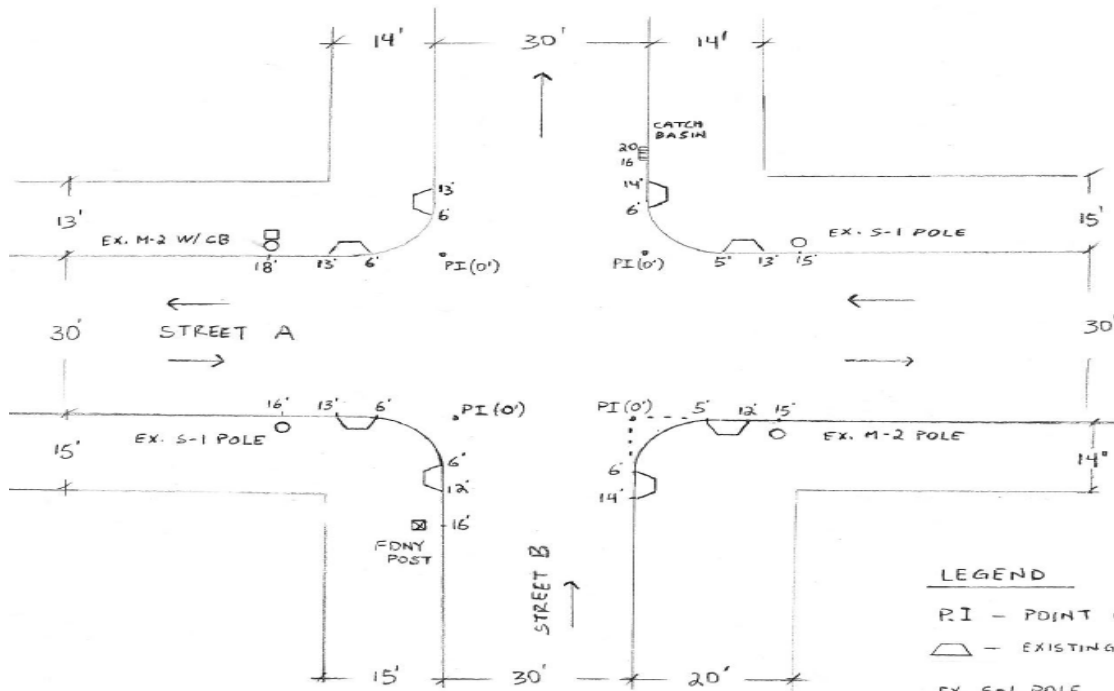 14' 30' 14'
CATCH
BASIN
20
16
13' 14'
6' 6'
13' 15'
EX. M-2 W/CB EX. S-1 POLE
18' 13' 6' PI(0') PI(0') 5' 13' 15'
30' STREET A 30'
16' 13' 6' PI(0') PI(0') 5' 12' 15'
EX. S-1 POLE EX. M-2 POLE
15' 14"
6' 6'
12' 14'
16'
FDNY
POST
STREET B
LEGEND
P.I - POINT
- EXISTING
EX. S-1 POLE
15' 30' 20'